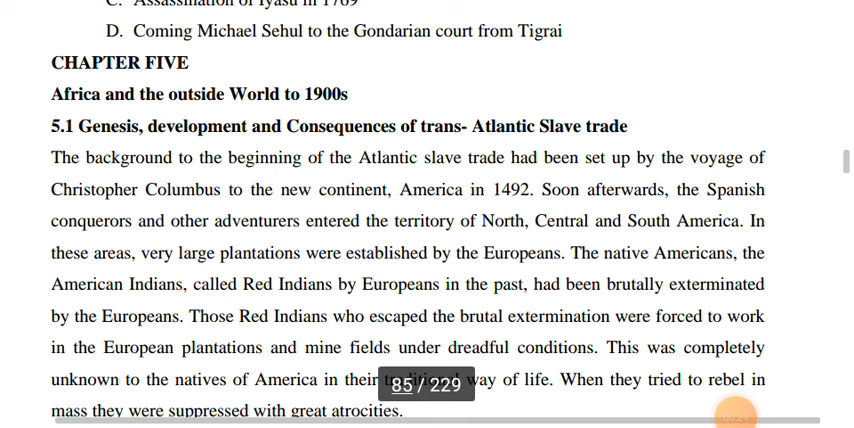 C. Assassination of Iyasu in 1769
D. Coming Michael Sehul to the Gondarian court from Tigrai
CHAPTER FIVE
Africa and the outside World to 1900s
5.1 Genesis, development and Consequences of trans- Atlantic Slave trade
The background to the beginning of the Atlantic slave trade had been set up by the voyage of
Christopher Columbus to the new continent, America in 1492. Soon afterwards, the Spanish
conquerors and other adventurers entered the territory of North, Central and South America. In
these areas, very large plantations were established by the Europeans. The native Americans, the
American Indians, called Red Indians by Europeans in the past, had been brutally exterminated
by the Europeans. Those Red Indians who escaped the brutal extermination were forced to work
in the European plantations and mine fields under dreadful conditions. This was completely
unknown to the natives of America in their way of life. When they tried to rebel in
85 / 229
mass they were suppressed with great atrocities.